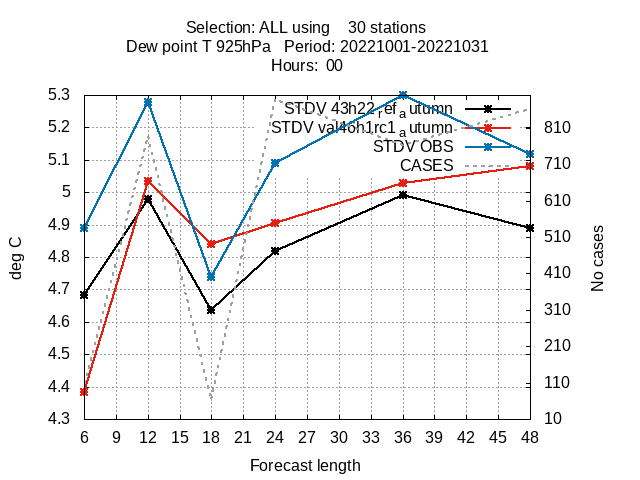 Selection: ALL using 30 stations
Dew point T 925hPa Period: 20221001-20221031
Hours: 00
STDV 43h22refautumn
STDV val46h1rc1autumn
STDV OBS
CASES
5.3
5.2
5.1
5
4.9
4.8
4.7
4.6
4.5
4.4
4.3
810
710
610
510
410
310
210
110
10
deg C
No cases
6 9 12 15 18 21 24 27 30 33 36 39 42 45 48
Forecast length